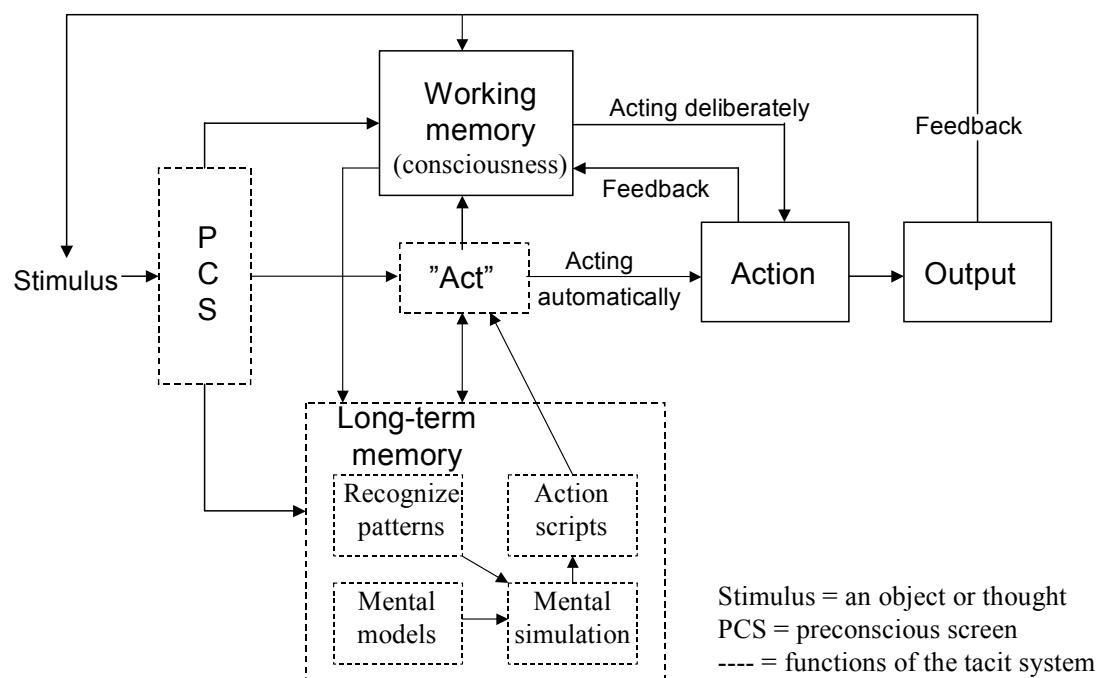 Working
memory
(consciousness)
Acting deliberately
Feedback
Feedback
P
C
S
Stimulus
”Act”
Acting
automatically
Action
Output
Long-term
memory
Recognize
patterns
Action
scripts
Mental
models
Mental
simulation
Stimulus = an object or thought
PCS = preconscious screen
---- = functions of the tacit system